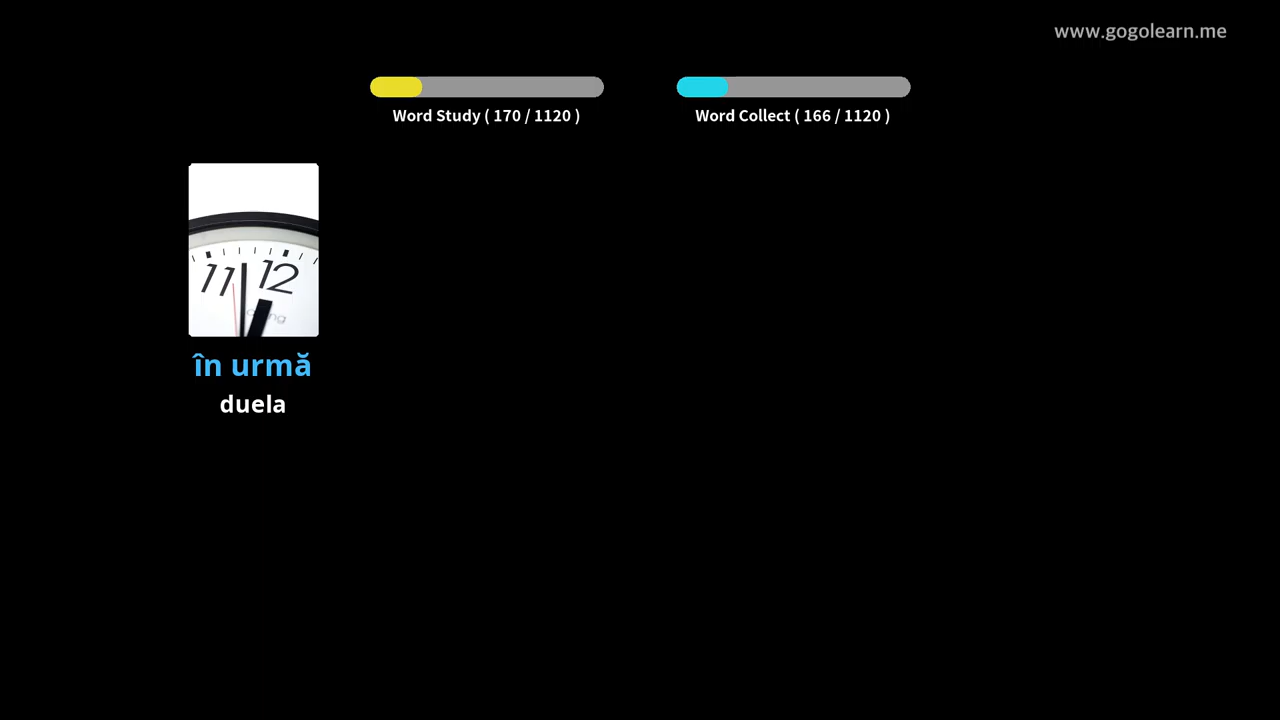 www.gogolearn.me
Word Study ( 170 / 1120 )
Word Collect ( 166 / 1120 )
11 12
în urmă
duela